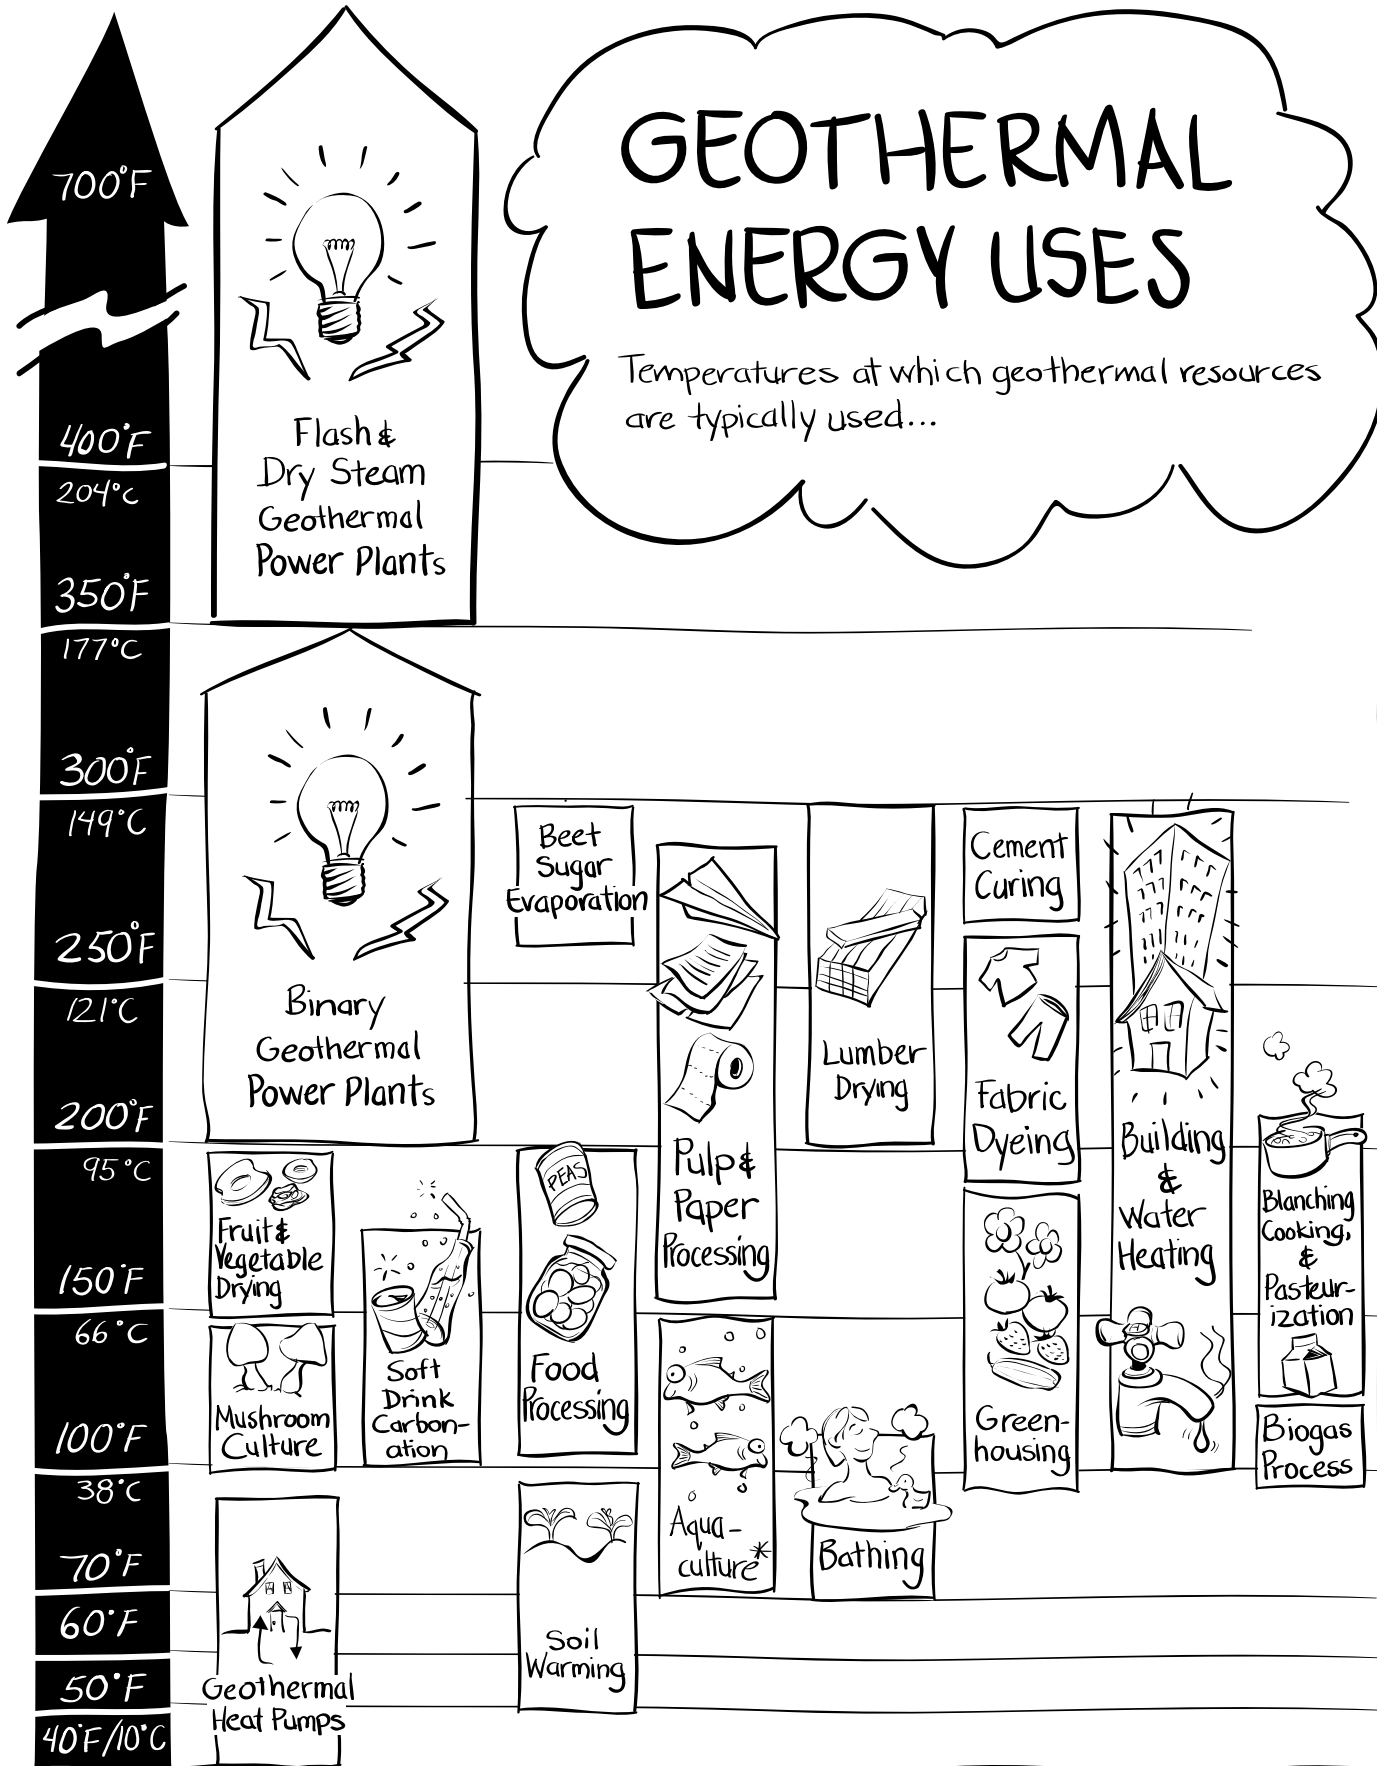 GEOTHERMAL
ENERGY USES
Temperatures at which geothermal resources
are typically used...
700°F
400°F
204°C
350°F
177°C
300°F
149°C
250°F
121°C
200°F
95°C
150°F
66°C
100°F
38°C
70°F
60°F
50°F
40°F/10°C
Flash &
Dry Steam
Geothermal
Power Plants
Binary
Geothermal
Power Plants
Beet
Sugar
Evaporation
Pulp &
Paper
Processing
Lumber
Drying
Cement
Curing
Fabric
Dyeing
Building
&
Water
Heating
Blanching
Cooking,
&
Pasteur-
ization
Fruit &
Vegetable
Drying
Mushroom
Culture
Soft
Drink
Carbon-
ation
PEAS
Food
Processing
Aqua-
culture*
Bathing
Green-
housing
Biogas
Process
Geothermal
Heat Pumps
Soil
Warming